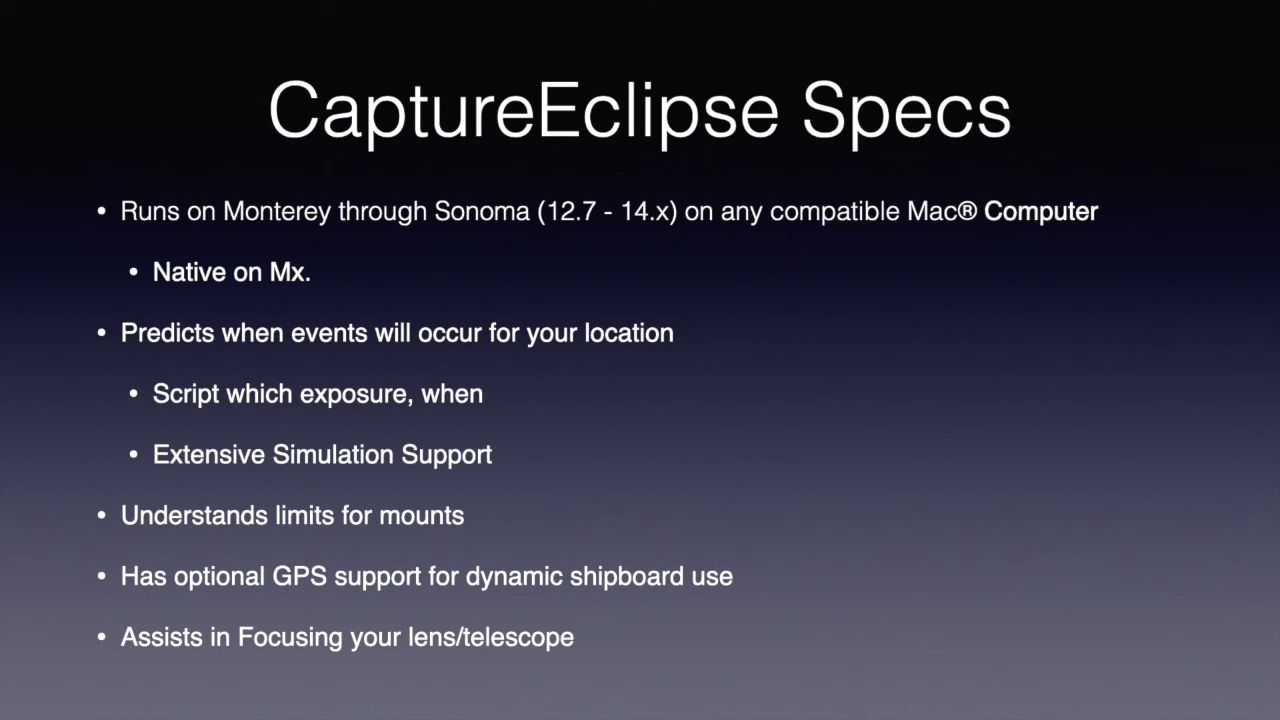 CaptureEclipse Specs
• Runs on Monterey through Sonoma (12.7 - 14.x) on any compatible Mac® Computer
• Native on Mx.
• Predicts when events will occur for your location
• Script which exposure, when
• Extensive Simulation Support
• Understands limits for mounts
• Has optional GPS support for dynamic shipboard use
• Assists in Focusing your lens/telescope